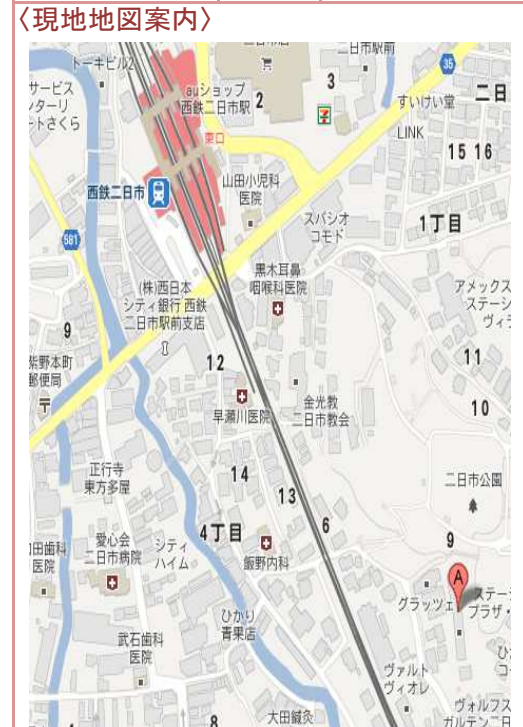 〈現地地図案内〉
トーキビル2
二日市駅前
サービス
auショップ
西鉄二日市駅
2
3
35
すいけい堂
二日
東口
LINK
15 16
山田小児科
医院
西鉄二日市
スパシオ
コモド
1丁目
581
黒木耳鼻
咽喉科医院
(株)西日本
シティ銀行 西鉄
二日市駅前支店
アメックス
ステーシ
ヴィラ
9
紫野本町
郵便局
12
11
早瀬川医院
金光教
二日市教会
10
正行寺
東方多屋
14
13
二日市公園
6
4丁目
9
愛心会
二日市病院
シティ
ハイム
飯野内科
歯科
医院
A
グラッツェ
ステー
プラザ・
ひかり
青果店
武石歯科
医院
ヴァルト
ヴィオレ
8
大田鍼灸
ヴォルフス
ガルテン二日